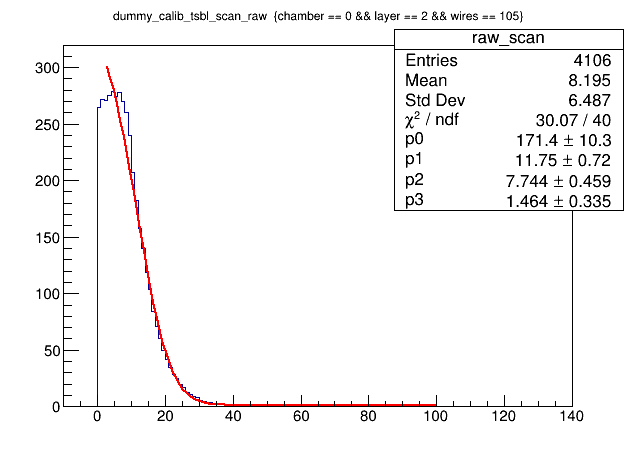 dummy_calib_tsbl_scan_raw {chamber == 0 && layer == 2 && wires == 105}
raw_scan
Entries 4106
Mean 8.195
Std Dev 6.487
χ² / ndf 30.07 / 40
p0 171.4 ± 10.3
p1 11.75 ± 0.72
p2 7.744 ± 0.459
p3 1.464 ± 0.335
300
250
200
150
100
50
0
0 20 40 60 80 100 120 140